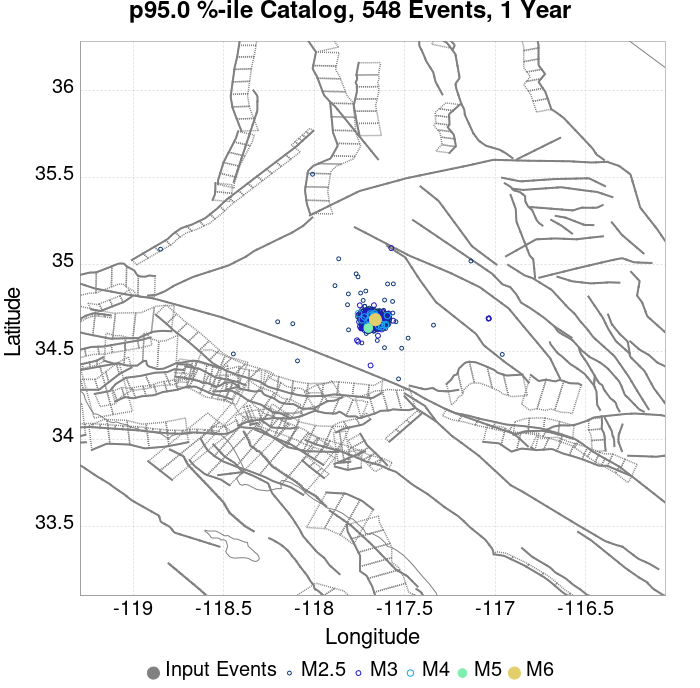 p95.0 %-ile Catalog, 548 Events, 1 Year
36
35.5
35
34.5
34
33.5
Latitude
-119
-118.5
-118
-117.5
-117
-116.5
Longitude
Input Events
M2.5
M3
M4
M5
M6